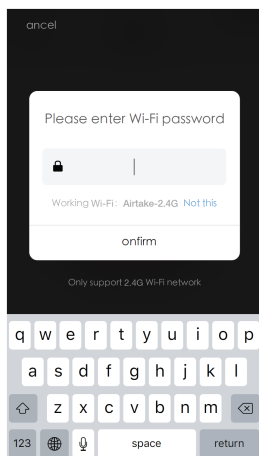 ancel
Please enter Wi-Fi password
Working Wi-Fi: Airtake-2.4G Not this
onfirm
Only support 2.4G Wi-Fi network
q w e r t y u i o p
a s d f g h j k l
z x c v b n m
123 space return